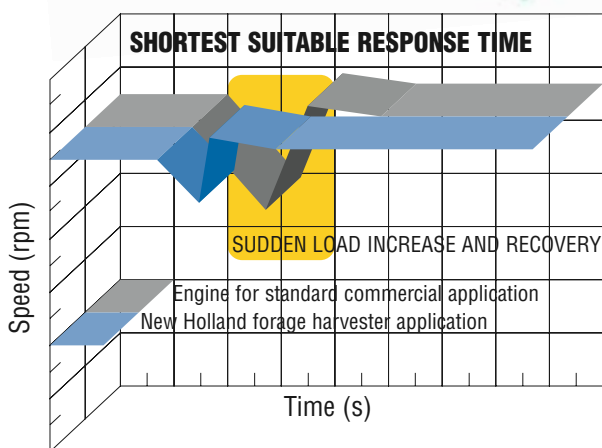 SHORTEST SUITABLE RESPONSE TIME
SUDDEN LOAD INCREASE AND RECOVERY
Engine for standard commercial application
New Holland forage harvester application
Speed (rpm)
Time (s)